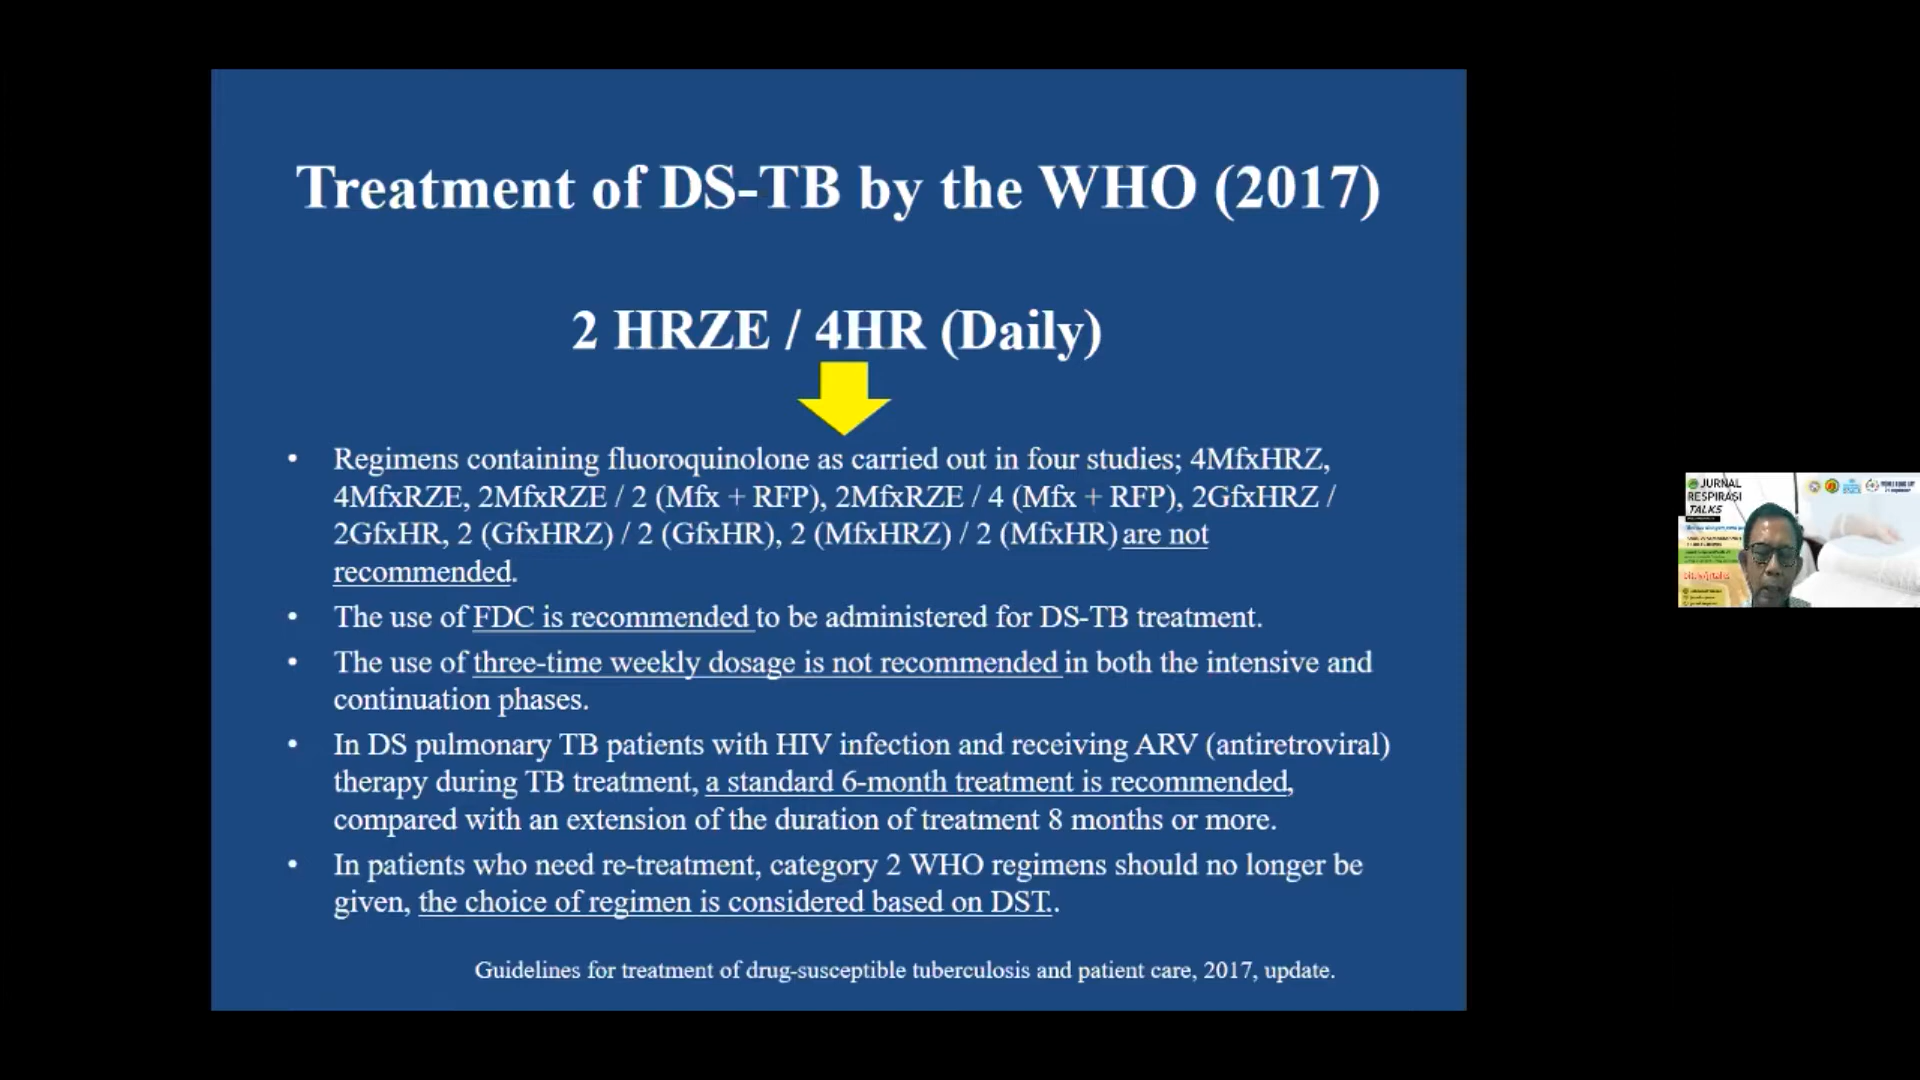 Treatment of DS-TB by the WHO (2017)
2 HRZE / 4HR (Daily)
• Regimens containing fluoroquinolone as carried out in four studies; 4MfxHRZ,
4MfxRZE, 2MfxRZE / 2 (Mfx + RFP), 2MfxRZE / 4 (Mfx + RFP), 2GfxHRZ /
2GfxHR, 2 (GfxHRZ) / 2 (GfxHR), 2 (MfxHRZ) / 2 (MfxHR) are not
recommended.
• The use of FDC is recommended to be administered for DS-TB treatment.
• The use of three-time weekly dosage is not recommended in both the intensive and
continuation phases.
• In DS pulmonary TB patients with HIV infection and receiving ARV (antiretroviral)
therapy during TB treatment, a standard 6-month treatment is recommended,
compared with an extension of the duration of treatment 8 months or more.
• In patients who need re-treatment, category 2 WHO regimens should no longer be
given, the choice of regimen is considered based on DST..
Guidelines for treatment of drug-susceptible tuberculosis and patient care, 2017, update.
JURNAL
RESPIRASI
TALKS